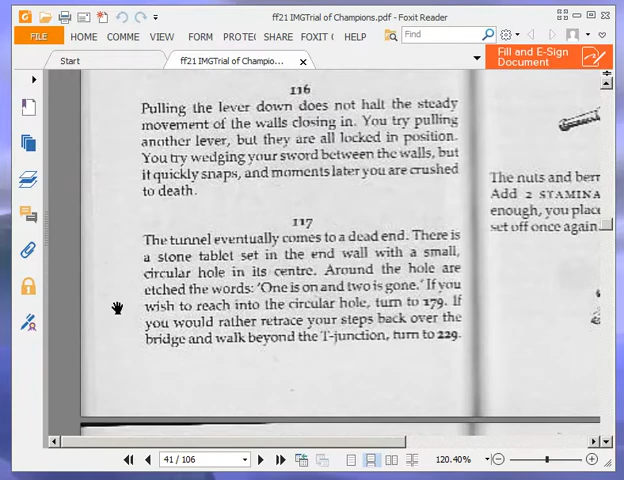 ff21 IMGTrial of Champions.pdf - Foxit Reader
FILE HOME COMME VIEW FORM PROTE( SHARE FOXIT ( HELP Find
Start ff21 IMGTrial of Champio... Fill and E-Sign
Document
116
Pulling the lever down does not halt the steady
movement of the walls closing in. You try pulling
another lever, but they are all locked in position.
You try wedging your sword between the walls, but
it quickly snaps, and moments later you are crushed
to death.
117
The tunnel eventually comes to a dead end. There is
a stone tablet set in the end wall with a small,
circular hole in its centre. Around the hole are
etched the words: 'One is on and two is gone.' If you
wish to reach into the circular hole, turn to 179. If
you would rather retrace your steps back over the
bridge and walk beyond the T-junction, turn to 229.
The nuts and berr
Add 2 STAMINA
enough, you place
set off once again
41 / 106 120.40%